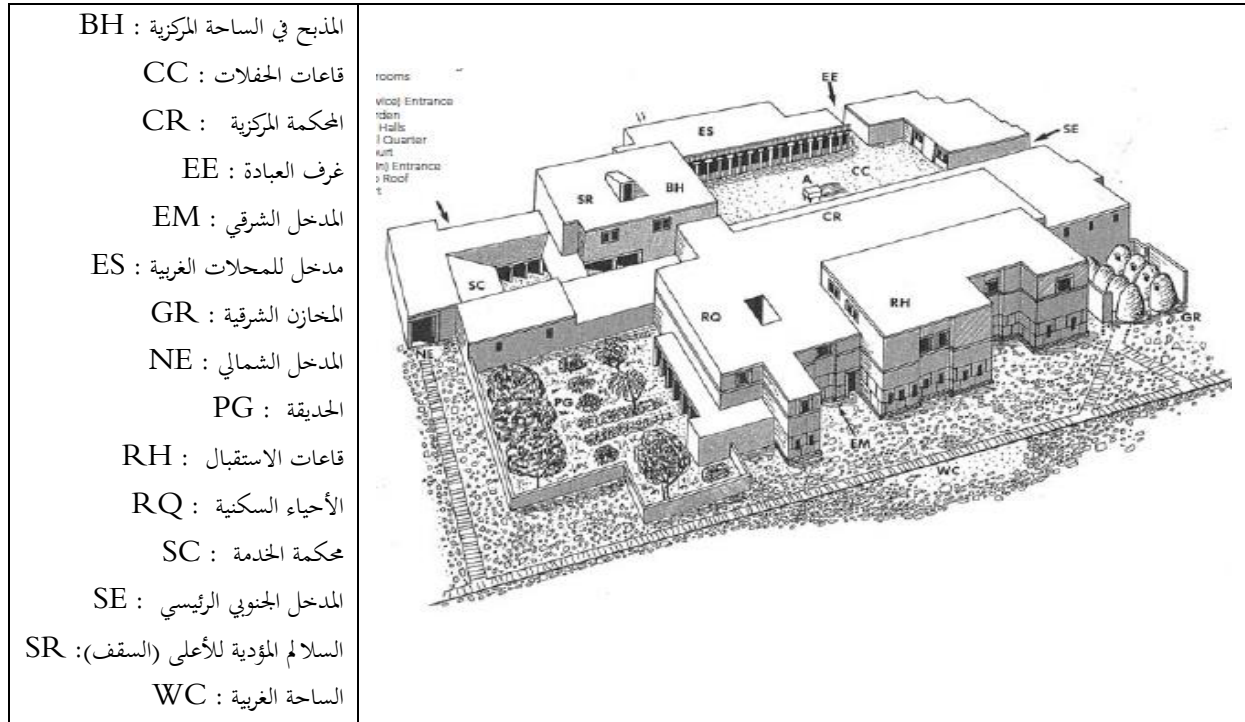 المذبح في الساحة المركزية : BH
قاعات الحفلات : CC
المحكمة المركزية : CR
غرف العبادة : EE
المدخل الشرقي : EM
مدخل للمحلات الغربية : ES
المخازن الشرقية : GR
المدخل الشمالي : NE
الحديقة : PG
قاعات الاستقبال : RH
الأحياء السكنية : RQ
محكمة الخدمة : SC
المدخل الجنوبي الرئيسي : SE
السلالم المؤدية للأعلى (السقف): SR
الساحة الغربية : WC
rooms
Entrance
Halls
Quarter
Entrance
Roof
EE
SE
ES
CC
A
BH
SR
CR
SC
RH
RQ
GR
NE
PG
EM
WC